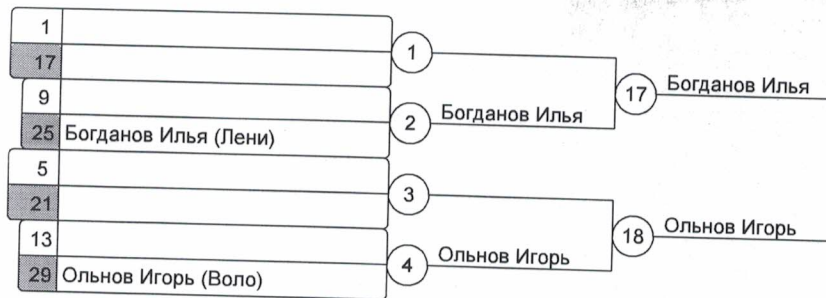 1
17
1
9
25 Богданов Илья (Лени)
2 Богданов Илья
17 Богданов Илья
5
21
3
13
29 Ольнов Игорь (Воло)
4 Ольнов Игорь
18 Ольнов Игорь